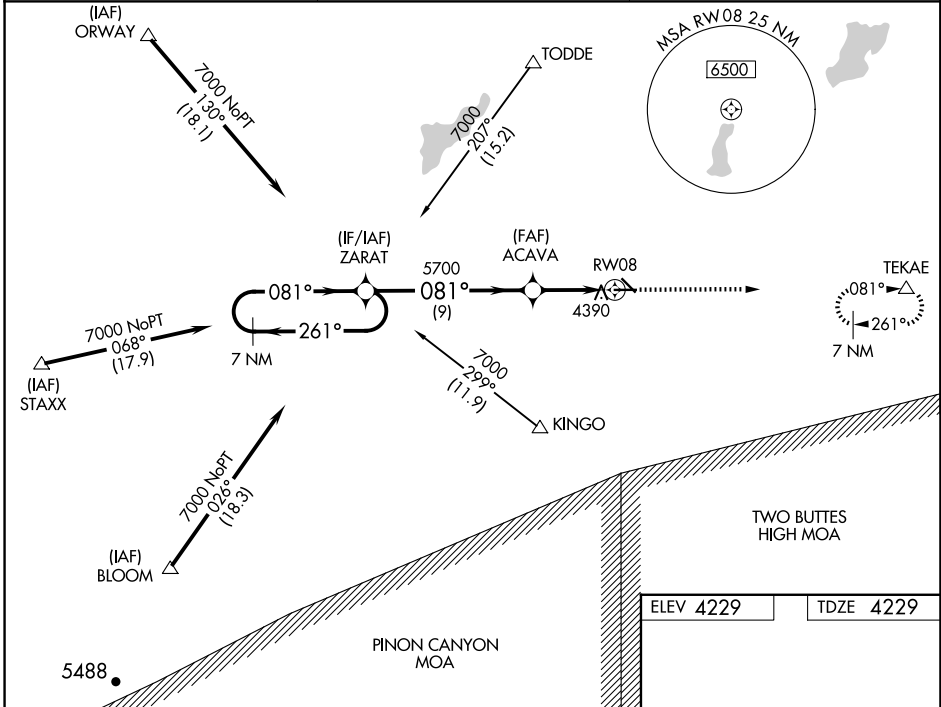 (IAF)
ORWAY
7000 NoPT
130°
(18.1)
TODDE
7000
207°
(15.2)
MSA RW08 25 NM
6500
(IF/IAF)
ZARAT
(FAF)
ACAVA
RW08
TEKAE
081°
5700
081°
(9)
4390
261°
7 NM
081°
261°
7 NM
7000 NoPT
068°
(17.9)
(IAF)
STAXX
7000
299°
(11.9)
KINGO
7000 NoPT
026°
(18.3)
(IAF)
BLOOM
TWO BUTTES
HIGH MOA
PINON CANYON
MOA
ELEV 4229
TDZE 4229
5488